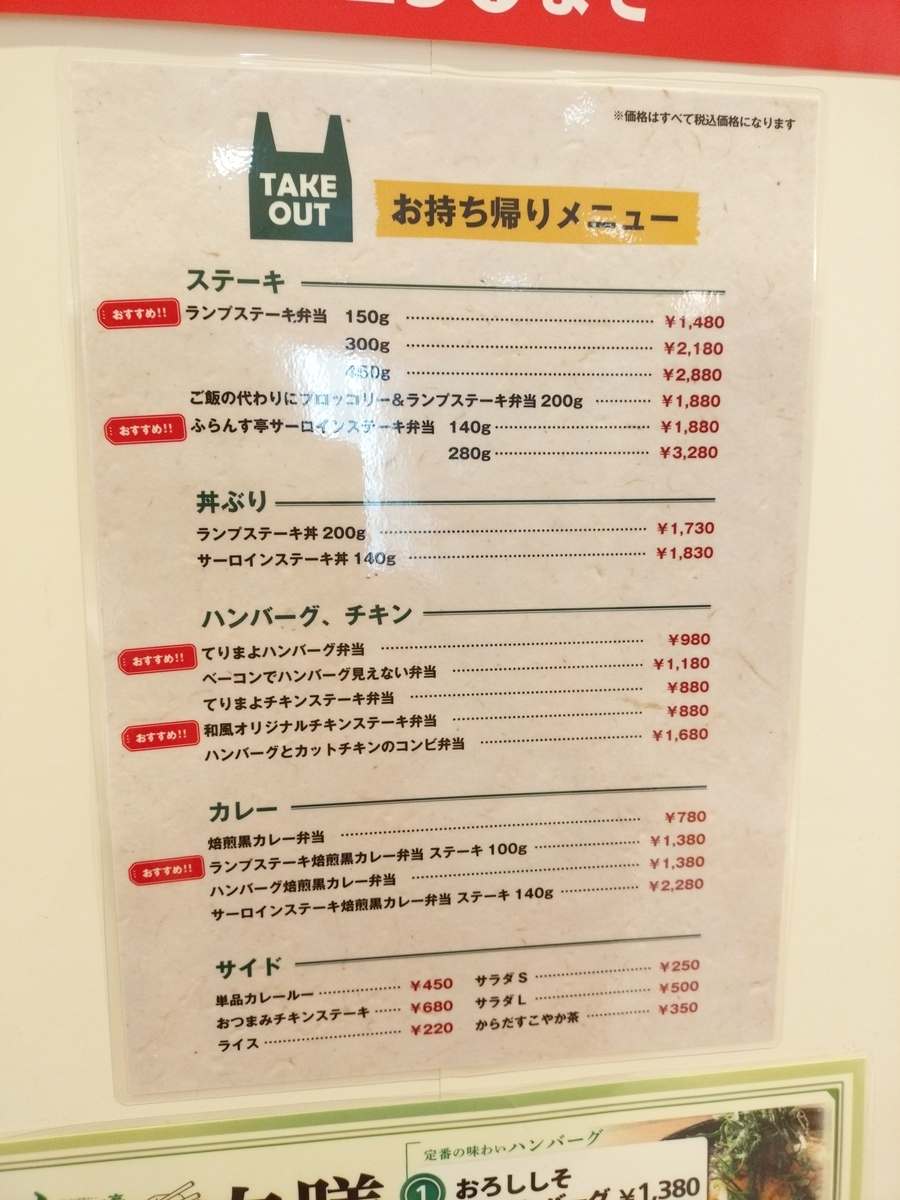 ※価格はすべて税込価格になります
TAKE OUT
お持ち帰りメニュー
ステーキ
おすすめ!! ランプステーキ弁当 150g ¥1,480
300g ¥2,180
450g ¥2,880
ご飯の代わりにブロッコリー&ランプステーキ弁当 200g ¥1,880
おすすめ!! ふらんす亭サーロインステーキ弁当 140g ¥1,880
280g ¥3,280
丼ぶり
ランプステーキ丼 200g ¥1,730
サーロインステーキ丼 140g ¥1,830
ハンバーグ、チキン
おすすめ!! てりまよハンバーグ弁当 ¥980
ベーコンでハンバーグ見えない弁当 ¥1,180
てりまよチキンステーキ弁当 ¥880
おすすめ!! 和風オリジナルチキンステーキ弁当 ¥880
ハンバーグとカットチキンのコンビ弁当 ¥1,680
カレー
焙煎黒カレー弁当 ¥780
おすすめ!! ランプステーキ焙煎黒カレー弁当 ステーキ 100g ¥1,380
ハンバーグ焙煎黒カレー弁当 ¥1,380
サーロインステーキ焙煎黒カレー弁当 ステーキ 140g ¥2,280
サイド
単品カレールー ¥450
おつまみチキンステーキ ¥680
ライス ¥220
サラダ S ¥250
サラダ L ¥500
からだすこやか茶 ¥350
定番の味わいハンバーグ
1 おろししそ
バーグ ¥1,380